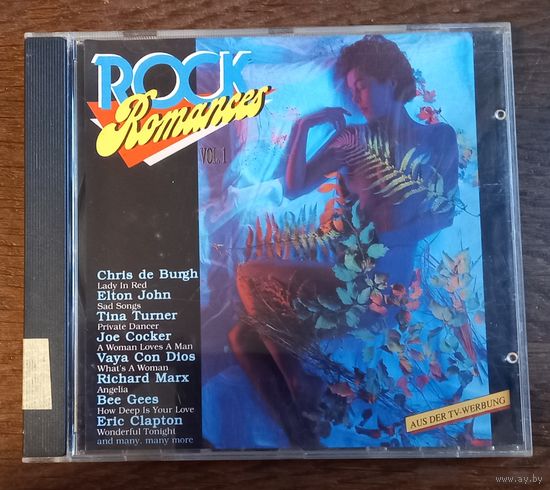 ROCK
Romances
VOL. 1
Chris de Burgh
Lady In Red
Elton John
Sad Songs
Tina Turner
Private Dancer
Joe Cocker
A Woman Loves A Man
Vaya Con Dios
What's A Woman
Richard Marx
Angelia
Bee Gees
How Deep Is Your Love
Eric Clapton
Wonderful Tonight
and many, many more
AUS DER TV-WERBUNG
www.ay.by